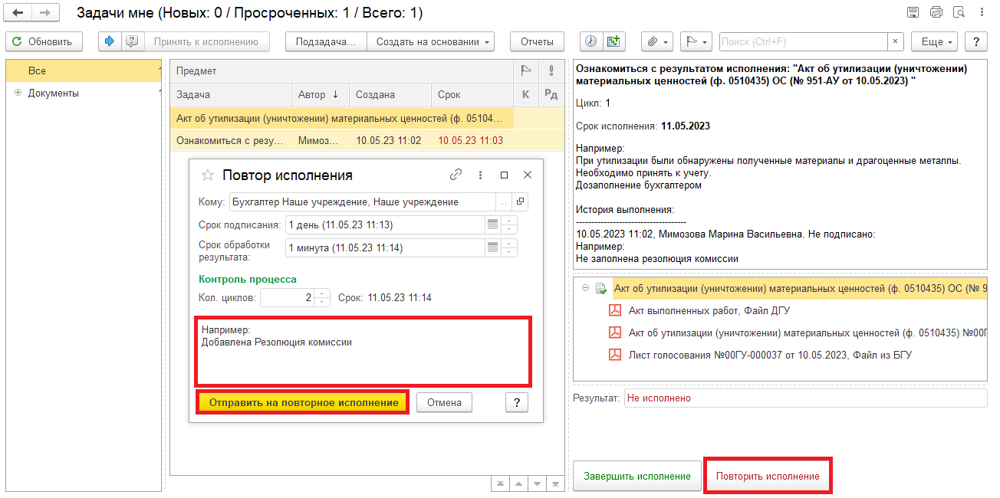 Задачи мне (Новых: 0 / Просроченных: 1 / Всего: 1)
Обновить
Принять к исполнению
Подзадача...
Создать на основании
Отчеты
Поиск (Ctrl+F)
×
Еще
?
Все
1
Документы
1
Предмет
Задача
Автор ↓
Создана
Срок
К
Рд
Акт об утилизации (уничтожении) материальных ценностей (ф. 05104...
Ознакомиться с резу...
Мимоз...
10.05.23 11:02
10.05.23 11:03
Повтор исполнения
Кому:
Бухгалтер Наше учреждение, Наше учреждение
...
Срок подписания:
1 день (11.05.23 11:13)
Срок обработки
результата:
1 минута (11.05.23 11:14)
Контроль процесса
Кол. циклов:
2
Срок: 11.05.23 11:14
Например:
Добавлена Резолюция комиссии
Отправить на повторное исполнение
Отмена
?
Ознакомиться с результатом исполнения: "Акт об утилизации (уничтожении)
материальных ценностей (ф. 0510435) ОС (№ 951-АУ от 10.05.2023) "
Цикл: 1
Срок исполнения: 11.05.2023
Например:
При утилизации были обнаружены полученные материалы и драгоценные металлы.
Необходимо принять к учету.
Дозаполнение бухгалтером
История выполнения:
------------------------------------
10.05.2023 11:02, Мимозова Марина Васильевна. Не подписано:
Например:
Не заполнена резолюция комиссии
Акт об утилизации (уничтожении) материальных ценностей (ф. 0510435) ОС (№ 9
Акт выполненных работ, Файл ДГУ
Акт об утилизации (уничтожении) материальных ценностей (ф. 0510435) №00Г
Лист голосования №00ГУ-000037 от 10.05.2023, Файл из БГУ
Результат:
Не исполнено
Завершить исполнение
Повторить исполнение